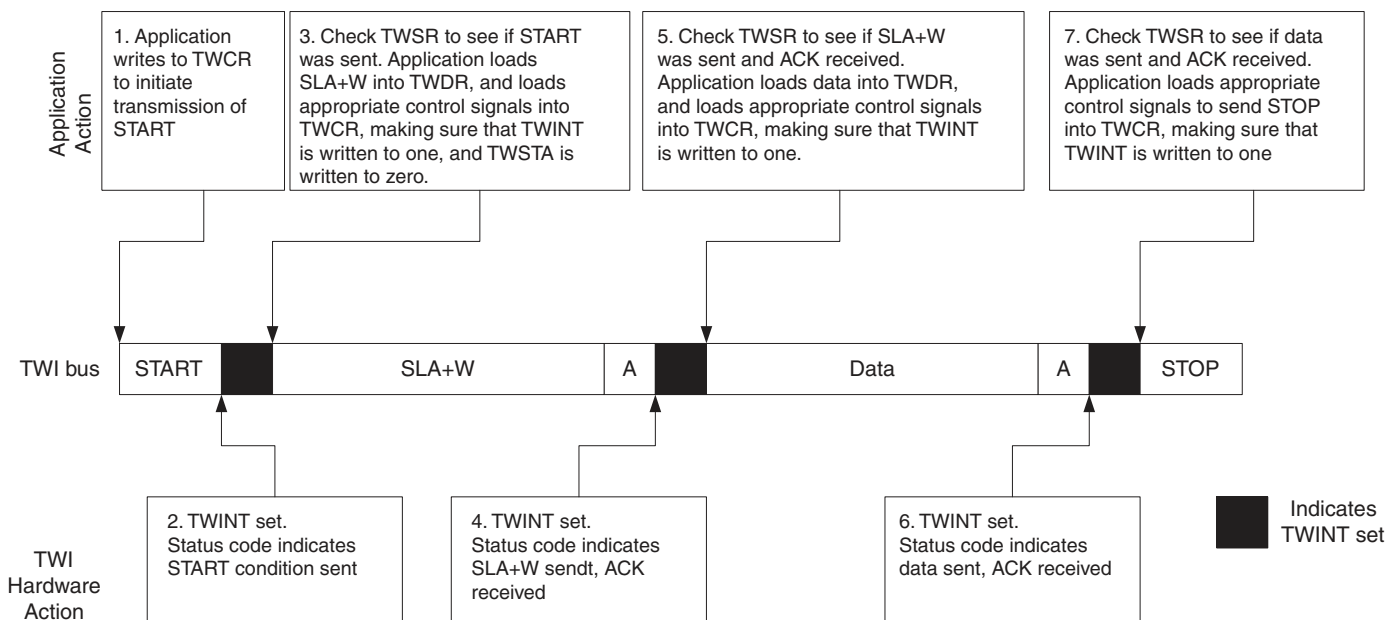 Application
Action
1. Application
writes to TWCR
to initiate
transmission of
START
3. Check TWSR to see if START
was sent. Application loads
SLA+W into TWDR, and loads
appropriate control signals into
TWCR, making sure that TWINT
is written to one, and TWSTA is
written to zero.
5. Check TWSR to see if SLA+W
was sent and ACK received.
Application loads data into TWDR,
and loads appropriate control signals
into TWCR, making sure that TWINT
is written to one.
7. Check TWSR to see if data
was sent and ACK received.
Application loads appropriate
control signals to send STOP
into TWCR, making sure that
TWINT is written to one
TWI bus
START
SLA+W
A
Data
A
STOP
TWI
Hardware
Action
2. TWINT set.
Status code indicates
START condition sent
4. TWINT set.
Status code indicates
SLA+W sendt, ACK
received
6. TWINT set.
Status code indicates
data sent, ACK received
Indicates
TWINT set